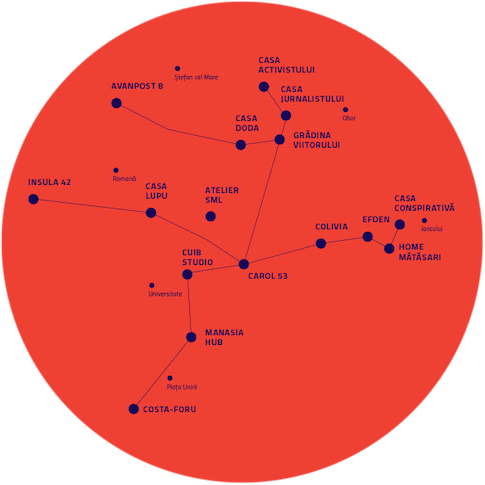 CASA
ACTIVISTULUI
Ștefan cel Mare
AVANPOST 8
CASA
JURNALISTULUI
Obor
CASA
DODA
GRĂDINA
VIITORULUI
Romană
INSULA 42
CASA
LUPU
ATELIER
SML
CASA
CONSPIRATIVĂ
EFDEN
Iancului
COLIVIA
HOME
MĂTĂSARI
CUIB
STUDIO
CAROL 53
Universitate
MANASIA
HUB
Piața Unirii
COSTA-FORU